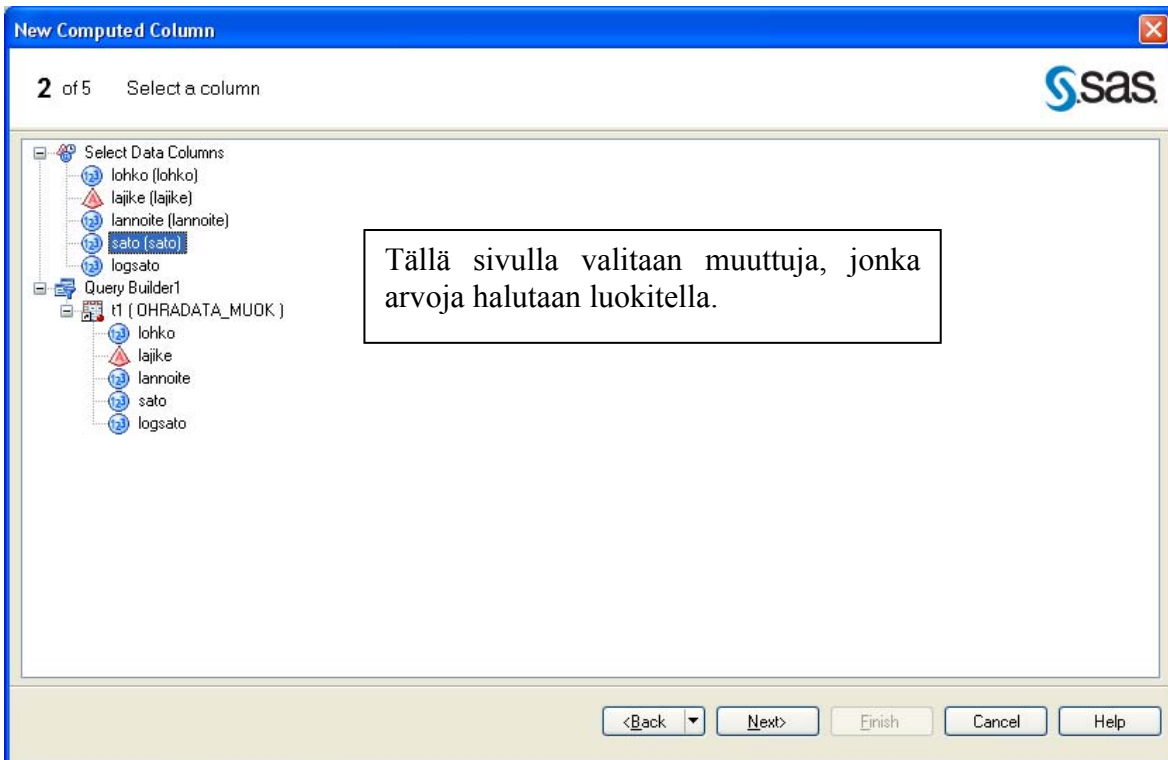 New Computed Column
2 of 5 Select a column
sas
Select Data Columns
lohko (lohko)
lajike (lajike)
lannoite (lannoite)
sato (sato)
logsato
Query Builder1
t1 ( OHRADATA_MUOK )
lohko
lajike
lannoite
sato
logsato
Tällä sivulla valitaan muuttuja, jonka
arvoja halutaan luokitella.
<Back Next> Finish Cancel Help